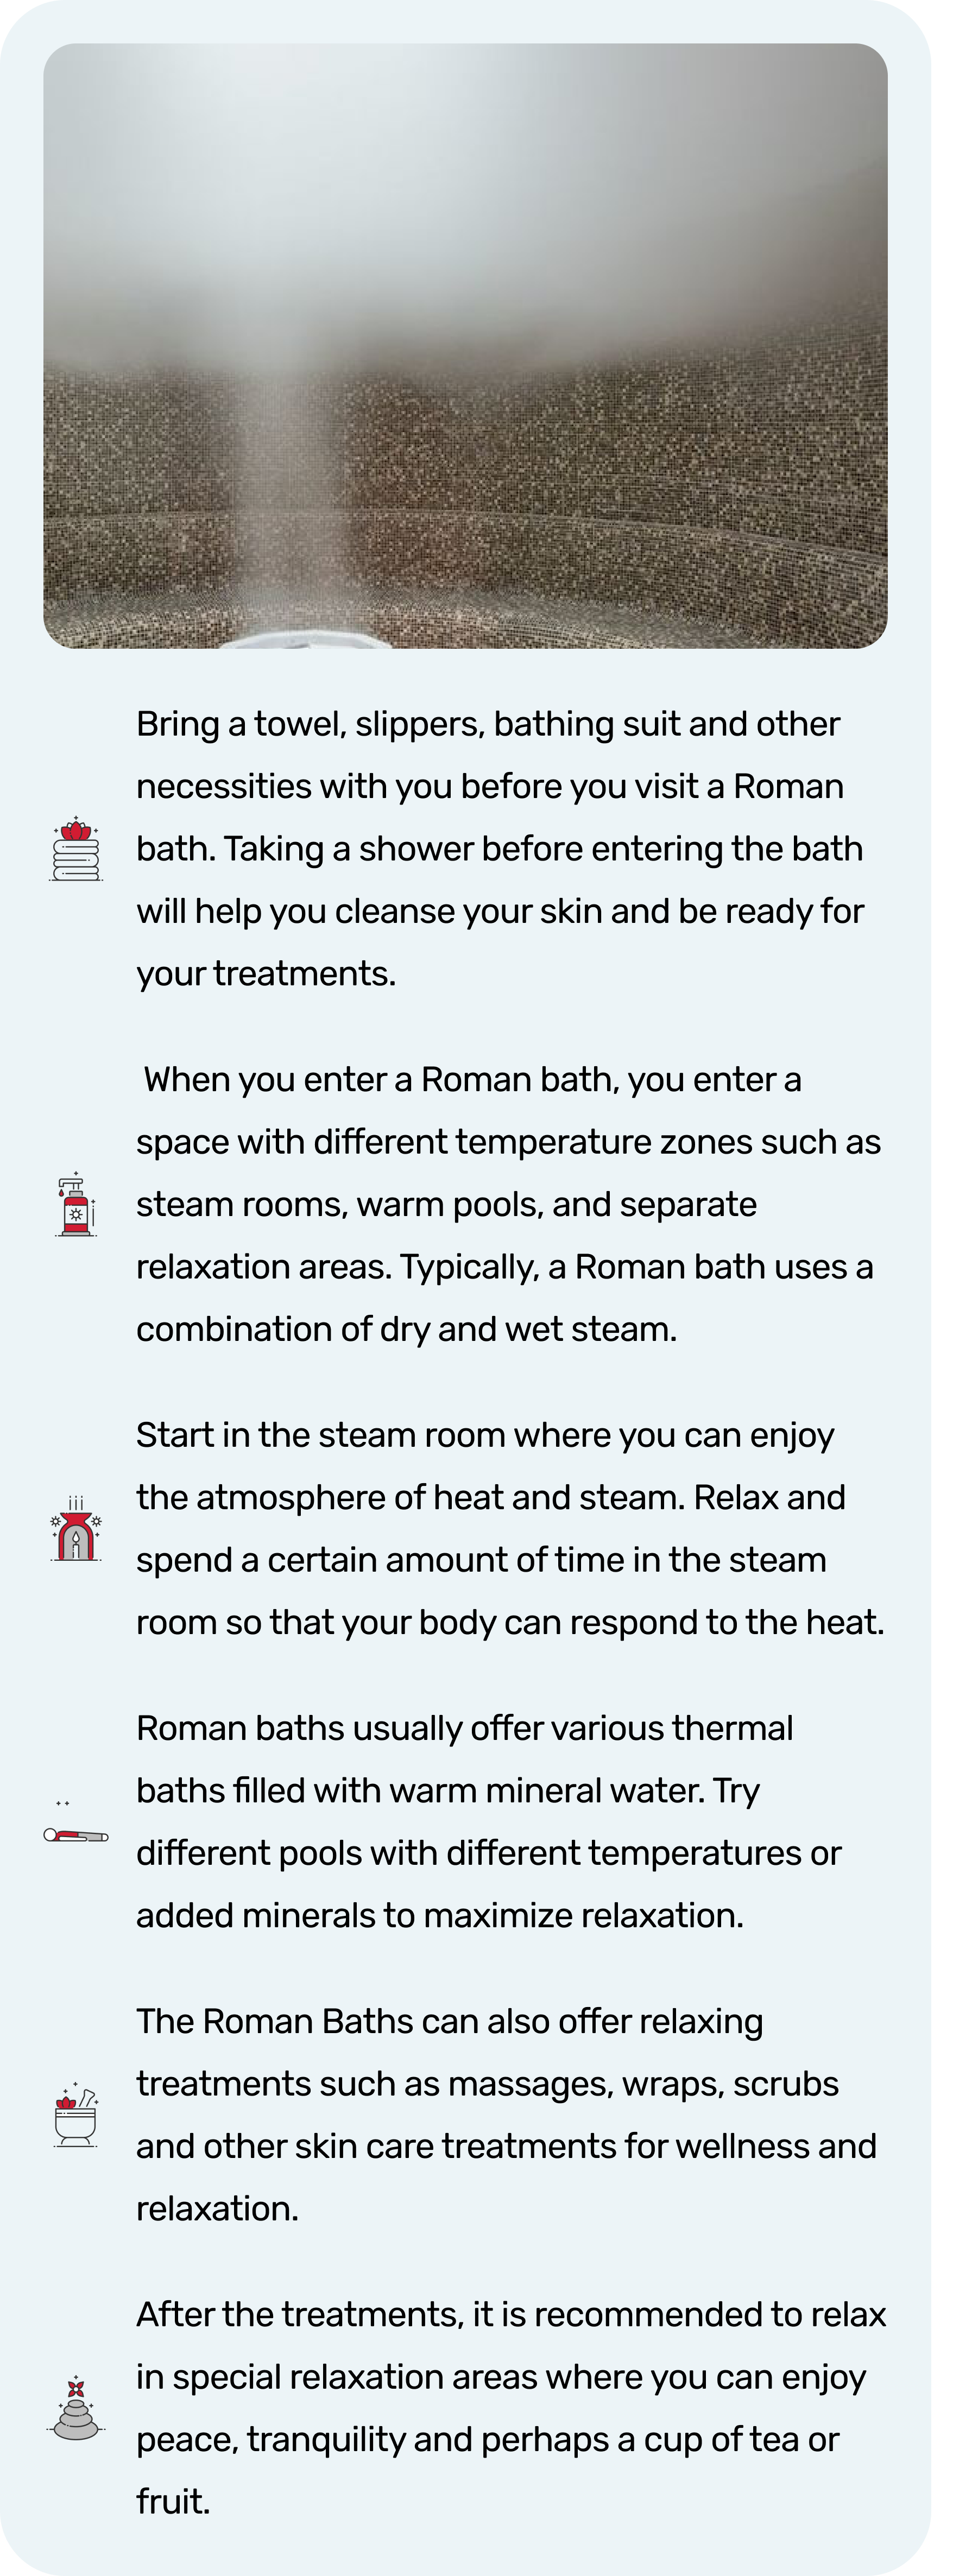 Bring a towel, slippers, bathing suit and other
necessities with you before you visit a Roman
bath. Taking a shower before entering the bath
will help you cleanse your skin and be ready for
your treatments.
When you enter a Roman bath, you enter a
space with different temperature zones such as
steam rooms, warm pools, and separate
relaxation areas. Typically, a Roman bath uses a
combination of dry and wet steam.
Start in the steam room where you can enjoy
the atmosphere of heat and steam. Relax and
spend a certain amount of time in the steam
room so that your body can respond to the heat.
Roman baths usually offer various thermal
baths filled with warm mineral water. Try
different pools with different temperatures or
added minerals to maximize relaxation.
The Roman Baths can also offer relaxing
treatments such as massages, wraps, scrubs
and other skin care treatments for wellness and
relaxation.
After the treatments, it is recommended to relax
in special relaxation areas where you can enjoy
peace, tranquility and perhaps a cup of tea or
fruit.